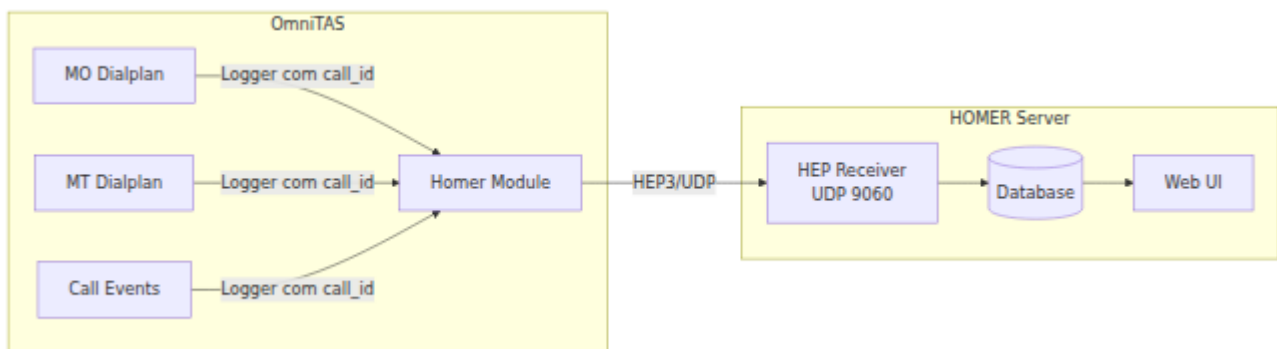 OmniTAS
MO Dialplan
Logger com call_id
MT Dialplan
Logger com call_id
Call Events
Logger com call_id
Homer Module
HEP3/UDP
HOMER Server
HEP Receiver
UDP 9060
Database
Web UI